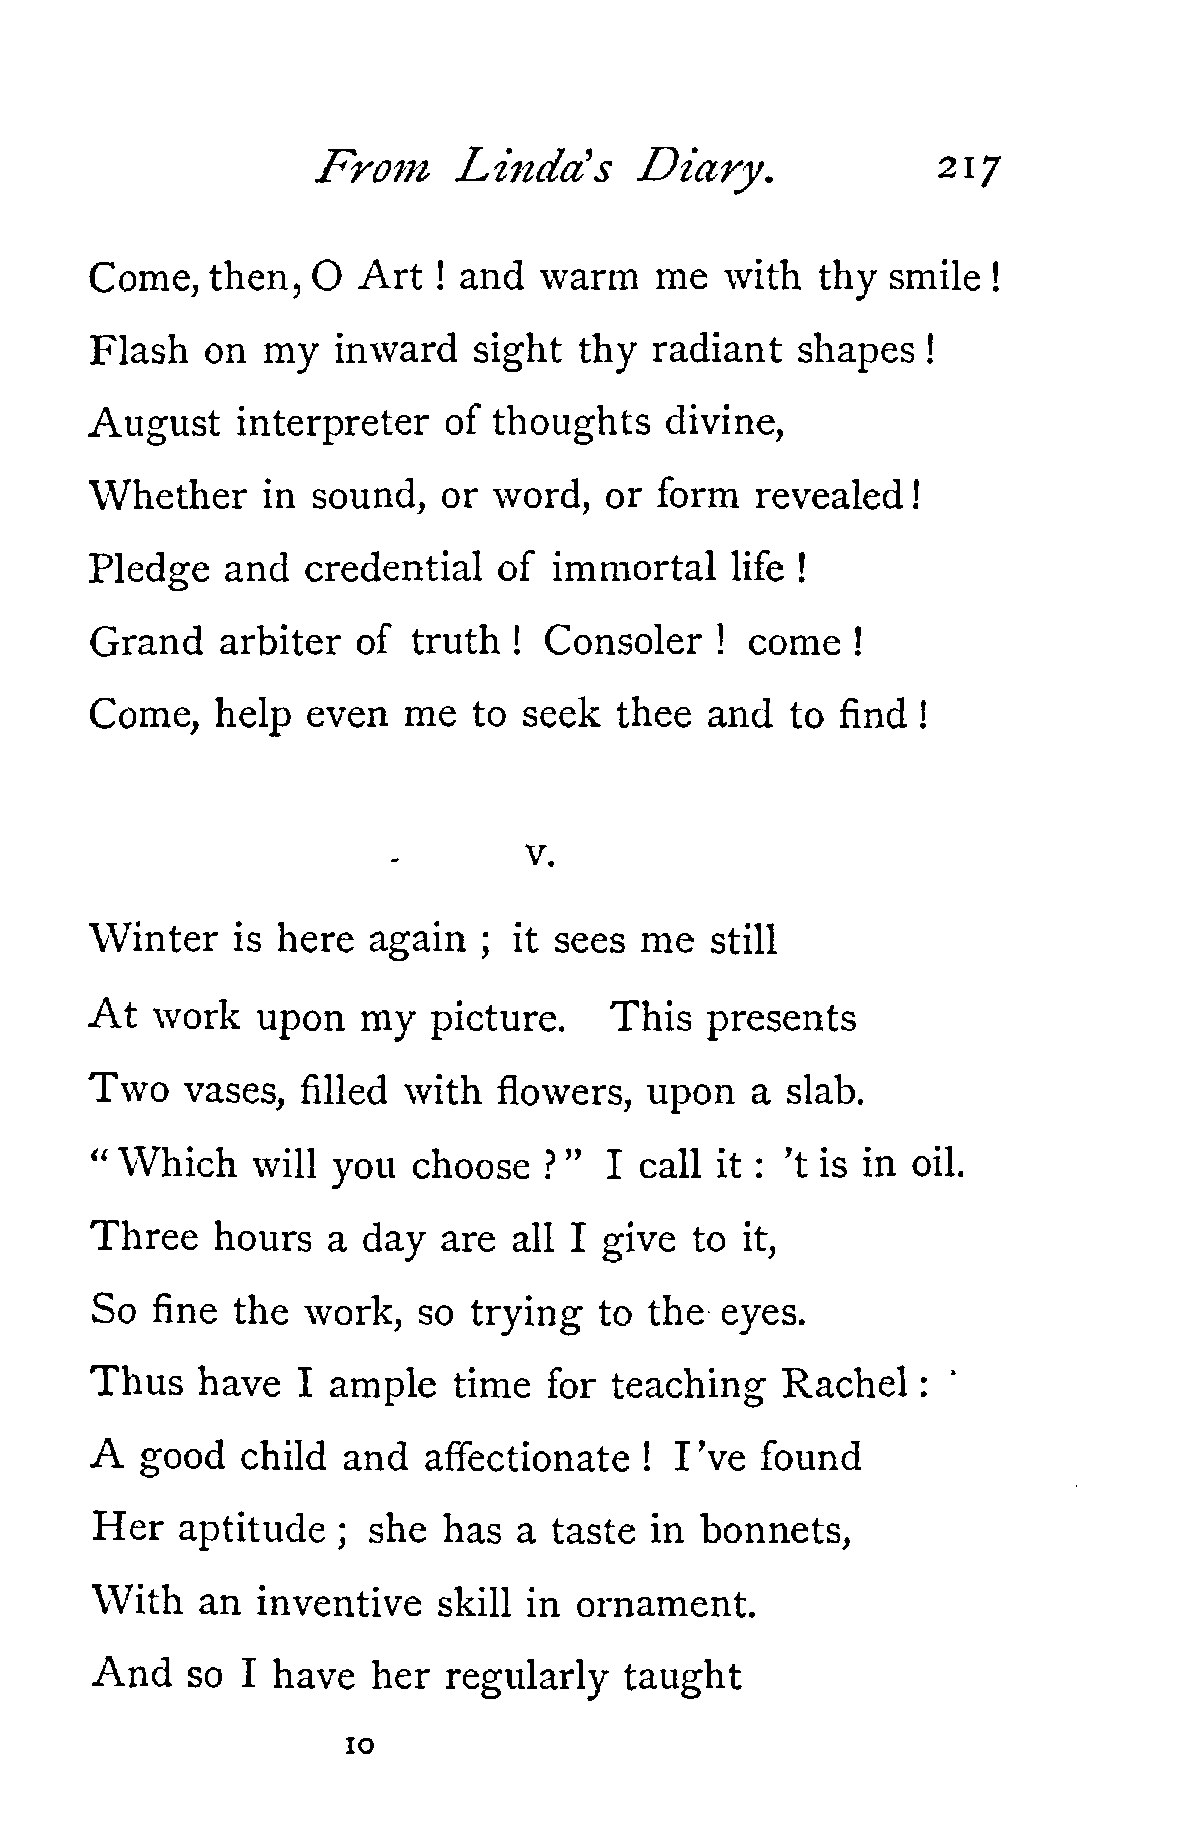 From Linda's Diary. 217
Come, then, O Art ! and warm me with thy smile !
Flash on my inward sight thy radiant shapes !
August interpreter of thoughts divine,
Whether in sound, or word, or form revealed !
Pledge and credential of immortal life !
Grand arbiter of truth ! Consoler ! come !
Come, help even me to seek thee and to find !
V.
Winter is here again ; it sees me still
At work upon my picture. This presents
Two vases, filled with flowers, upon a slab.
“ Which will you choose ? ” I call it : ’t is in oil.
Three hours a day are all I give to it,
So fine the work, so trying to the eyes.
Thus have I ample time for teaching Rachel :
A good child and affectionate ! I ’ve found
Her aptitude ; she has a taste in bonnets,
With an inventive skill in ornament.
And so I have her regularly taught
10